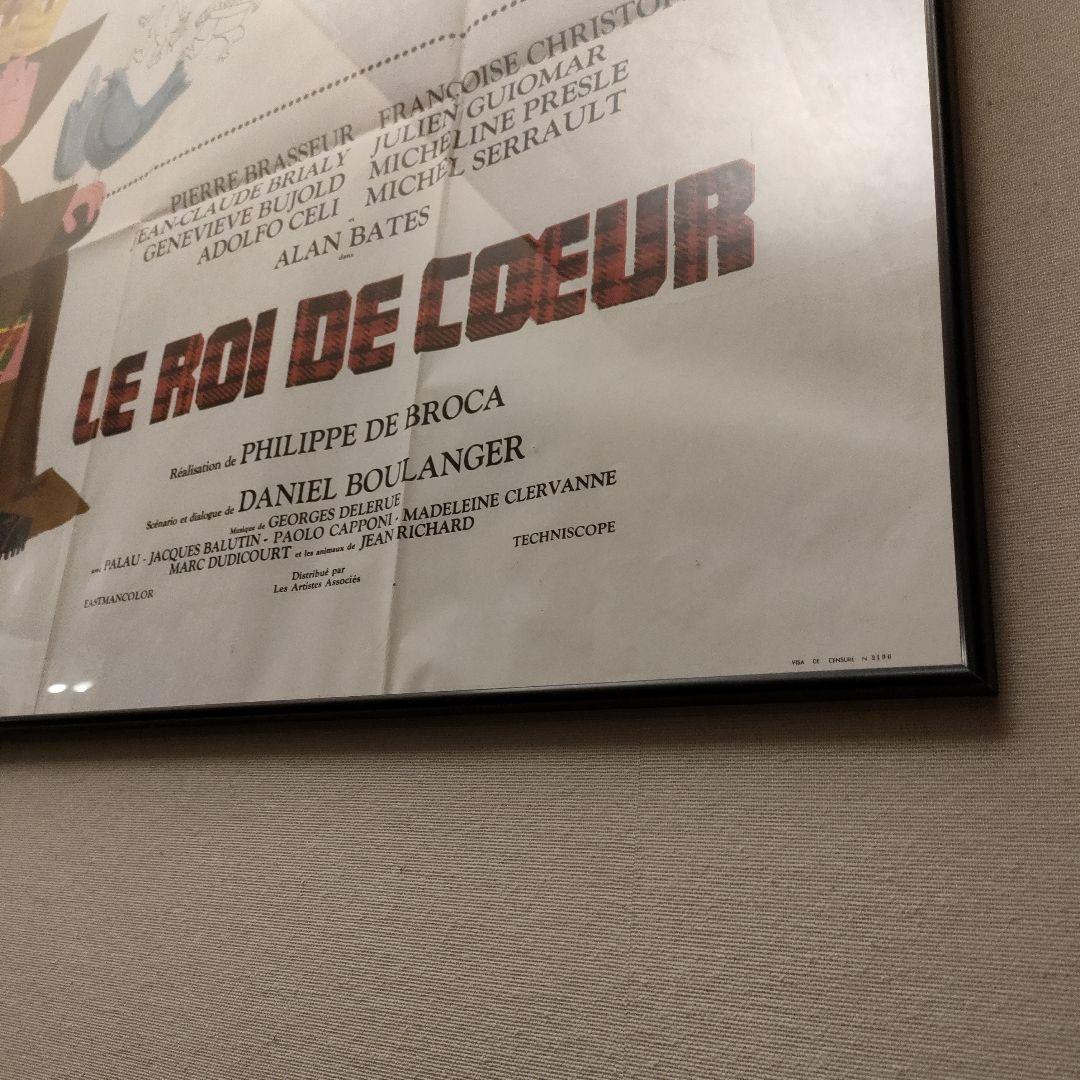 PIERRE BRASSEUR FRANÇOISE CHRISTO
JEAN-CLAUDE BRIALY JULIEN GUIOMAR
GENEVIEVE BUJOLD MICHELINE PRESLE
ADOLFO CELI MICHEL SERRAULT
ALAN BATES
dans
LE ROI DE COEUR
Réalisation de PHILIPPE DE BROCA
Scénario et dialogue de DANIEL BOULANGER
Musique de GEORGES DELERUE
avec PALAU - JACQUES BALUTIN - PAOLO CAPPONI - MADELEINE CLERVANNE
MARC DUDICOURT et les animaux de JEAN RICHARD
EASTMANCOLOR
Distribué par
Les Artistes Associés
TECHNISCOPE
VISA DE CENSURE N